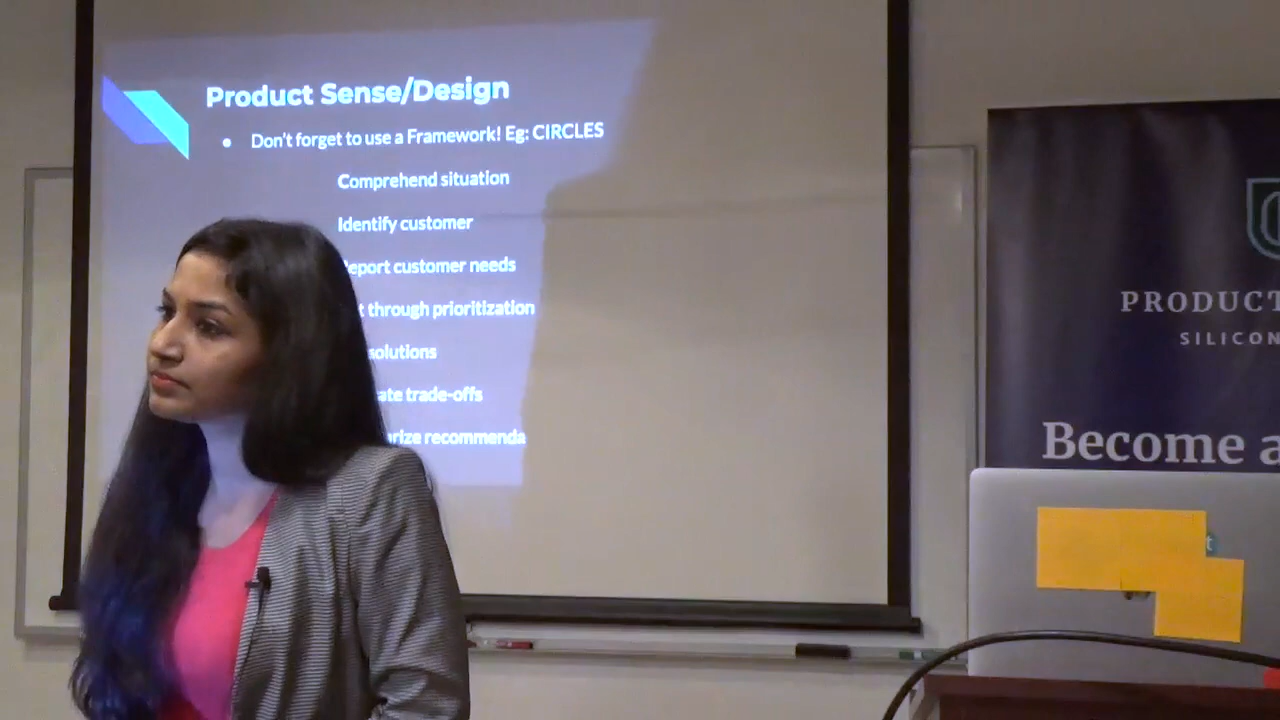 Product Sense/Design
● Don't forget to use a Framework! Eg: CIRCLES
Comprehend situation
Identify customer
eport customer needs
t through prioritization
solutions
ate trade-offs
rize recommenda
PRODUCT
SILICON
Become a
t